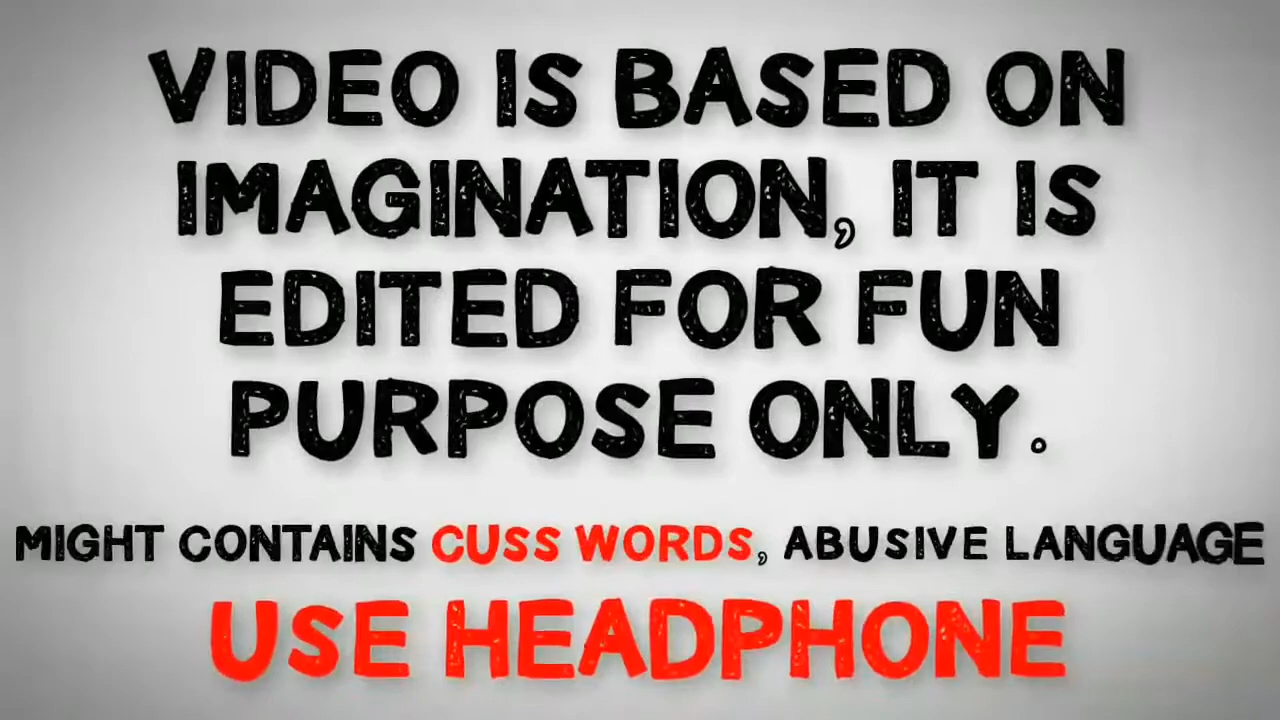 VIDEO IS BASED ON
IMAGINATION, IT IS
EDITED FOR FUN
PURPOSE ONLY.
MIGHT CONTAINS CUSS WORDS, ABUSIVE LANGUAGE
USE HEADPHONE